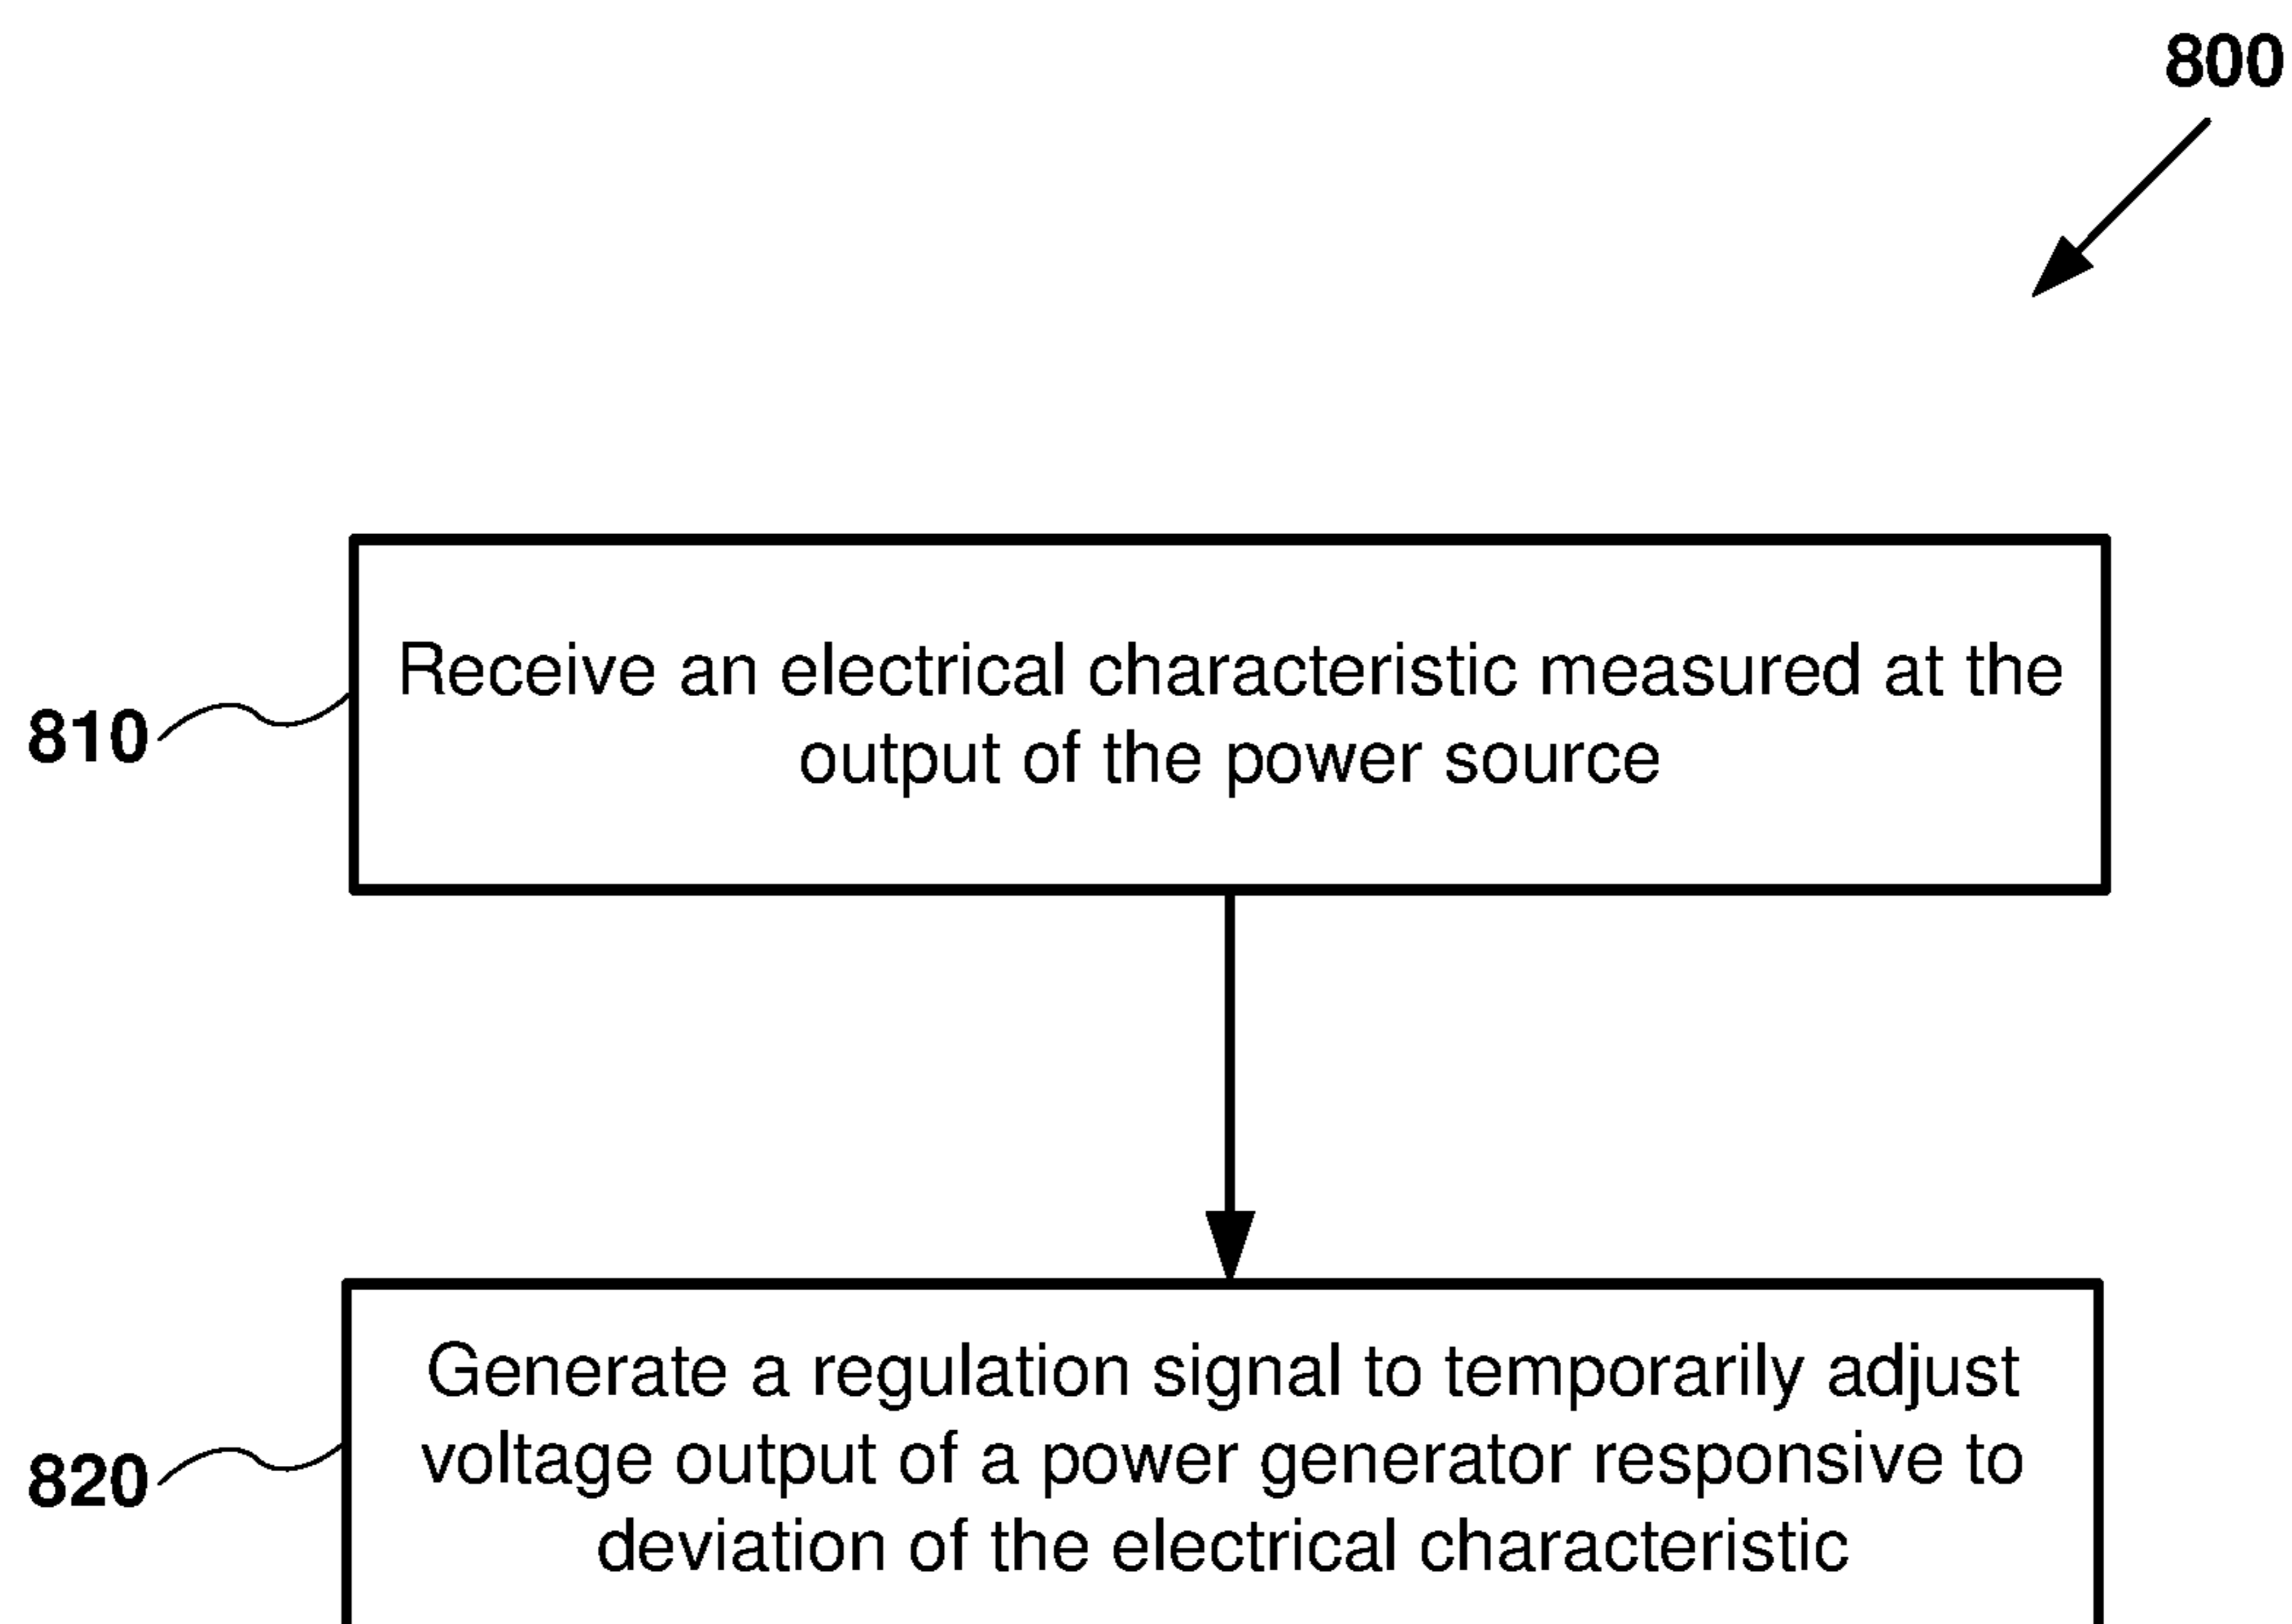 800
Receive an electrical characteristic measured at the
output of the power source
810
Generate a regulation signal to temporarily adjust
voltage output of a power generator responsive to
deviation of the electrical characteristic
820